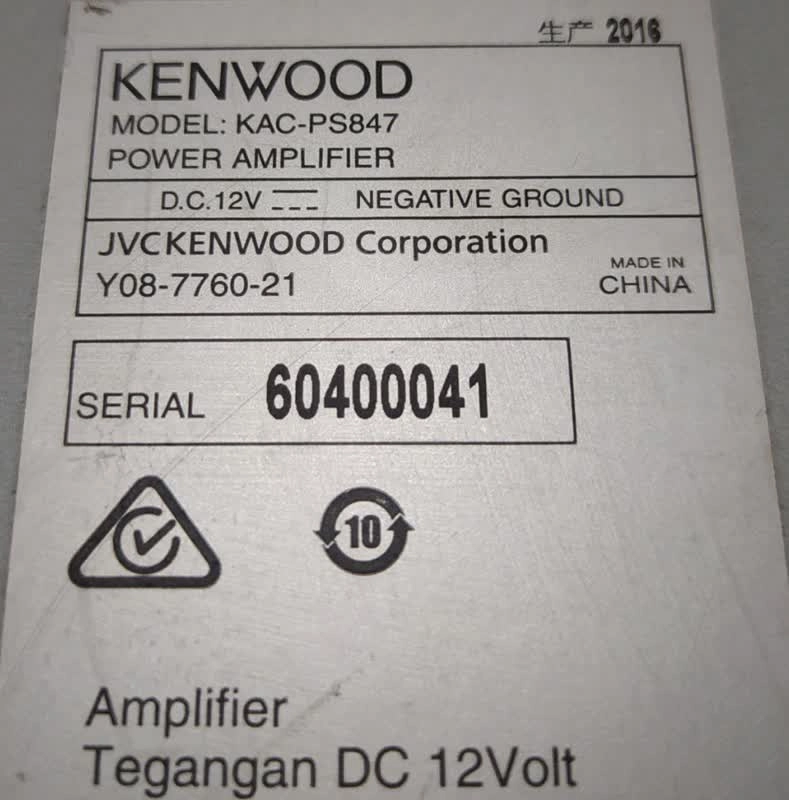 生产 2016
KENWOOD
MODEL: KAC-PS847
POWER AMPLIFIER
D.C.12V NEGATIVE GROUND
JVCKENWOOD Corporation
Y08-7760-21
MADE IN
CHINA
SERIAL 60400041
10
Amplifier
Tegangan DC 12Volt